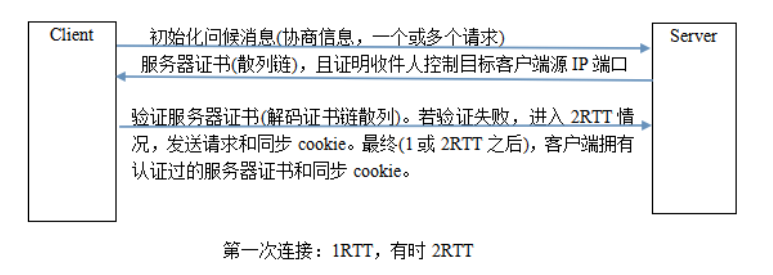 Client
Server
初始化问候消息(协商信息，一个或多个请求)
服务器证书(散列链)，且证明收件人控制目标客户端源 IP 端口
验证服务器证书(解码证书链散列)。若验证失败，进入 2RTT 情
况，发送请求和同步 cookie。最终(1 或 2RTT 之后)，客户端拥有
认证过的服务器证书和同步 cookie。
第一次连接：1RTT，有时 2RTT